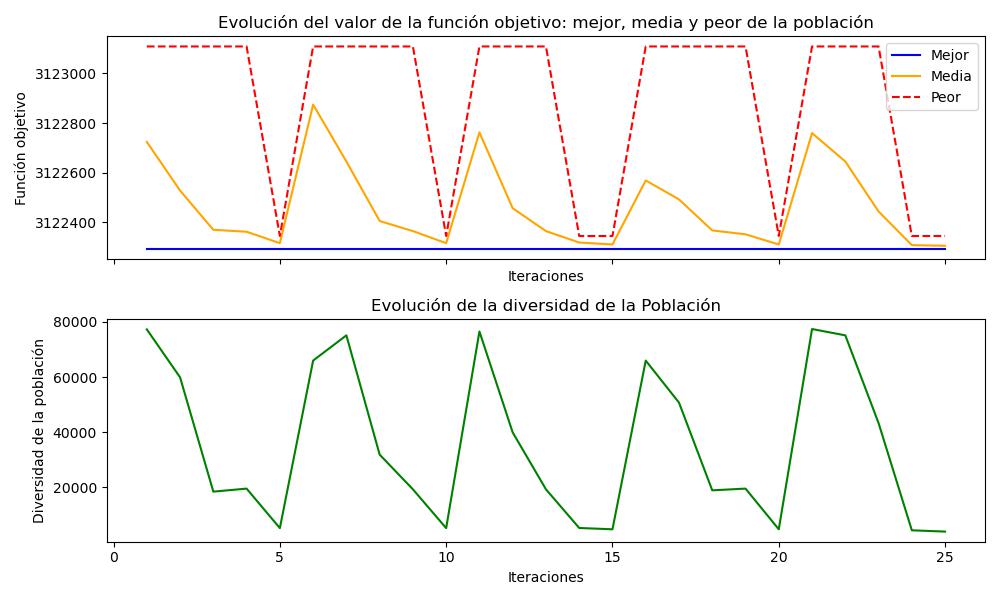 Evolución del valor de la función objetivo: mejor, media y peor de la población
Función objetivo
3123000
3122800
3122600
3122400
Mejor
Media
Peor
Iteraciones
Evolución de la diversidad de la Población
Diversidad de la población
80000
60000
40000
20000
0 5 10 15 20 25
Iteraciones